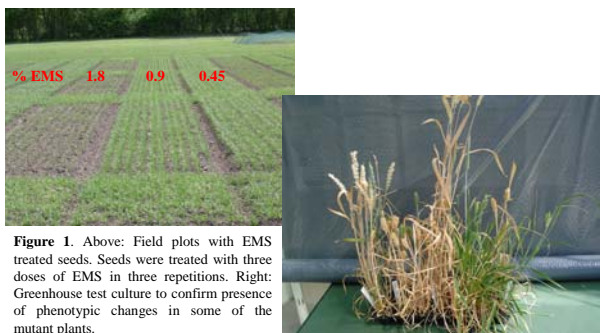 % EMS 1.8 0.9 0.45
Figure 1. Above: Field plots with EMS
treated seeds. Seeds were treated with three
doses of EMS in three repetitions. Right:
Greenhouse test culture to confirm presence
of phenotypic changes in some of the
mutant plants.